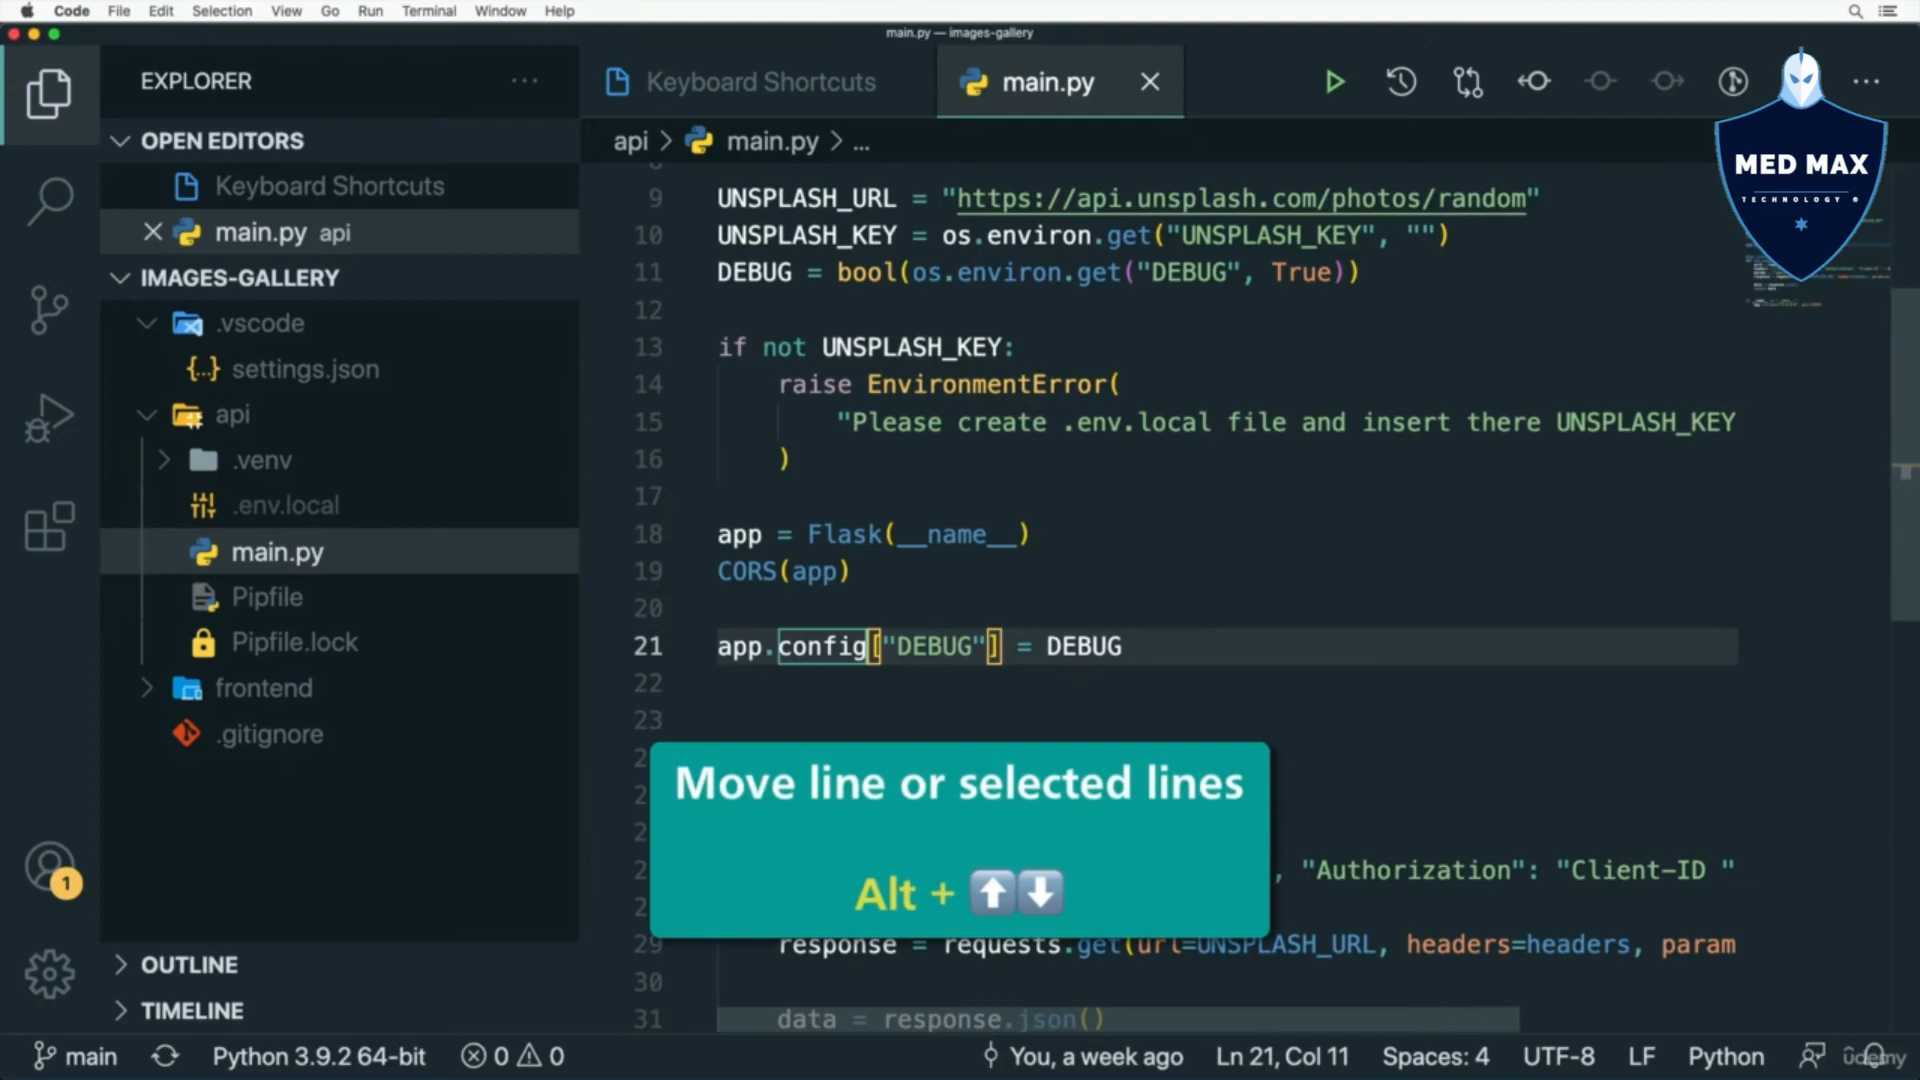 Code File Edit Selection View Go Run Terminal Window Help
main.py — images-gallery
EXPLORER
Keyboard Shortcuts
main.py
MED MAX
TECHNOLOGY
OPEN EDITORS
Keyboard Shortcuts
main.py api
IMAGES-GALLERY
.vscode
settings.json
api
.venv
.env.local
main.py
Pipfile
Pipfile.lock
frontend
.gitignore
OUTLINE
TIMELINE
api > main.py > ...
9 UNSPLASH_URL = "https://api.unsplash.com/photos/random"
10 UNSPLASH_KEY = os.environ.get("UNSPLASH_KEY", "")
11 DEBUG = bool(os.environ.get("DEBUG", True))
12
13 if not UNSPLASH_KEY:
14 raise EnvironmentError(
15 "Please create .env.local file and insert there UNSPLASH_KEY
16 )
17
18 app = Flask(__name__)
19 CORS(app)
20
21 app.config["DEBUG"] = DEBUG
22
23
2
2
2
2 , "Authorization": "Client-ID "
2
29 response = requests.get(url=UNSPLASH_URL, headers=headers, param
30
31 data = response.json()
Move line or selected lines
Alt + ⬆⬇
1
main Python 3.9.2 64-bit 0 0 You, a week ago Ln 21, Col 11 Spaces: 4 UTF-8 LF Python
udemy